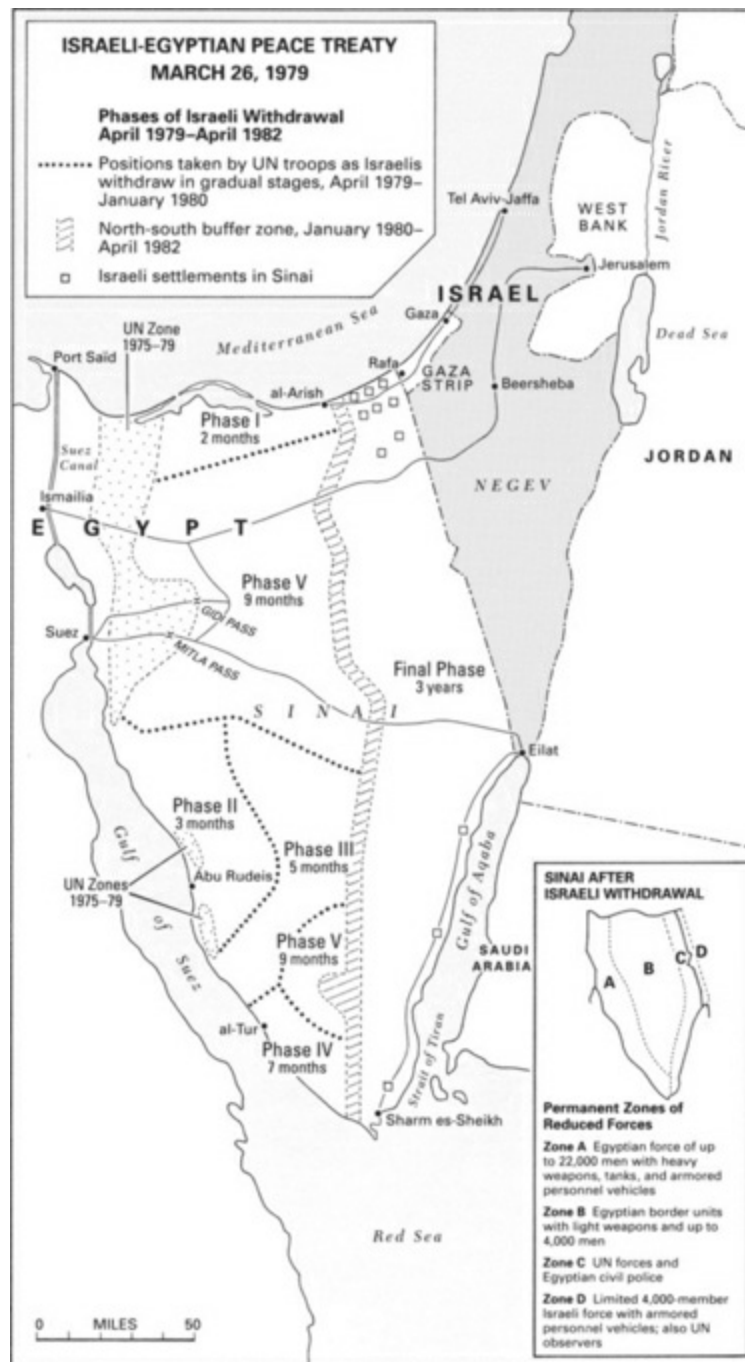 ISRAELI-EGYPTIAN PEACE TREATY
MARCH 26, 1979
Phases of Israeli Withdrawal
April 1979–April 1982
Positions taken by UN troops as Israelis
withdraw in gradual stages, April 1979–
January 1980
North-south buffer zone, January 1980–
April 1982
Israeli settlements in Sinai
Tel Aviv-Jaffa
WEST
BANK
Jordan River
Jerusalem
ISRAEL
Mediterranean Sea
Gaza
Dead Sea
UN Zone
1975–79
Port Saïd
Rafa
GAZA
STRIP
al-Arish
Beersheba
Phase I
2 months
Suez
Canal
JORDAN
NEGEV
Ismailia
EGYPT
Phase V
9 months
GIDI PASS
Suez
MITLA PASS
Final Phase
3 years
SINAI
Eilat
Phase II
3 months
Phase III
5 months
Gulf of Suez
Abu Rudeis
UN Zones
1975–79
Gulf of Aqaba
Phase V
9 months
SAUDI
ARABIA
al-Tur
Phase IV
7 months
Strait of Tiran
Sharm es-Sheikh
Red Sea
0 MILES 50
SINAI AFTER
ISRAELI WITHDRAWAL
A
B
C
D
Permanent Zones of
Reduced Forces
Zone A Egyptian force of up
to 22,000 men with heavy
weapons, tanks, and armored
personnel vehicles
Zone B Egyptian border units
with light weapons and up to
4,000 men
Zone C UN forces and
Egyptian civil police
Zone D Limited 4,000-member
Israeli force with armored
personnel vehicles; also UN
observers